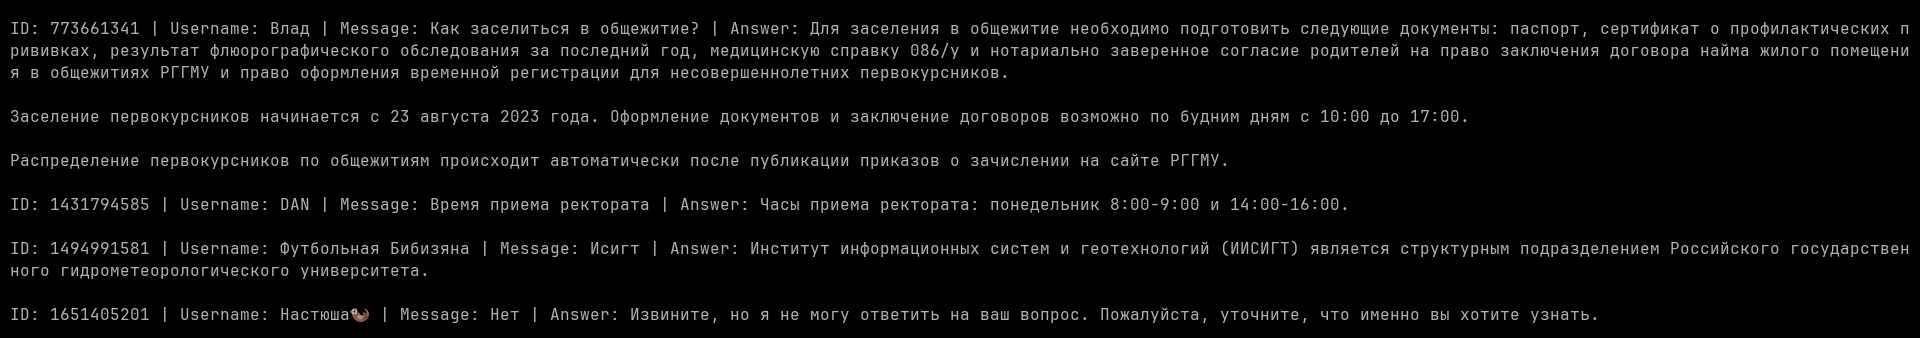 ID: 773661341 | Username: Влад | Message: Как заселиться в общежитие? | Answer: Для заселения в общежитие необходимо подготовить следующие документы: паспорт, сертификат о профилактических п
рививках, результат флюорографического обследования за последний год, медицинскую справку 086/у и нотариально заверенное согласие родителей на право заключения договора найма жилого помещени
я в общежитиях РГГМУ и право оформления временной регистрации для несовершеннолетних первокурсников.
Заселение первокурсников начинается с 23 августа 2023 года. Оформление документов и заключение договоров возможно по будним дням с 10:00 до 17:00.
Распределение первокурсников по общежитиям происходит автоматически после публикации приказов о зачислении на сайте РГГМУ.
ID: 1431794585 | Username: DAN | Message: Время приема ректората | Answer: Часы приема ректората: понедельник 8:00-9:00 и 14:00-16:00.
ID: 1494991581 | Username: Футбольная Бибизяна | Message: Исигт | Answer: Институт информационных систем и геотехнологий (ИИСИГТ) является структурным подразделением Российского государствен
ного гидрометеорологического университета.
ID: 1651405201 | Username: Настюша🦦 | Message: Нет | Answer: Извините, но я не могу ответить на ваш вопрос. Пожалуйста, уточните, что именно вы хотите узнать.